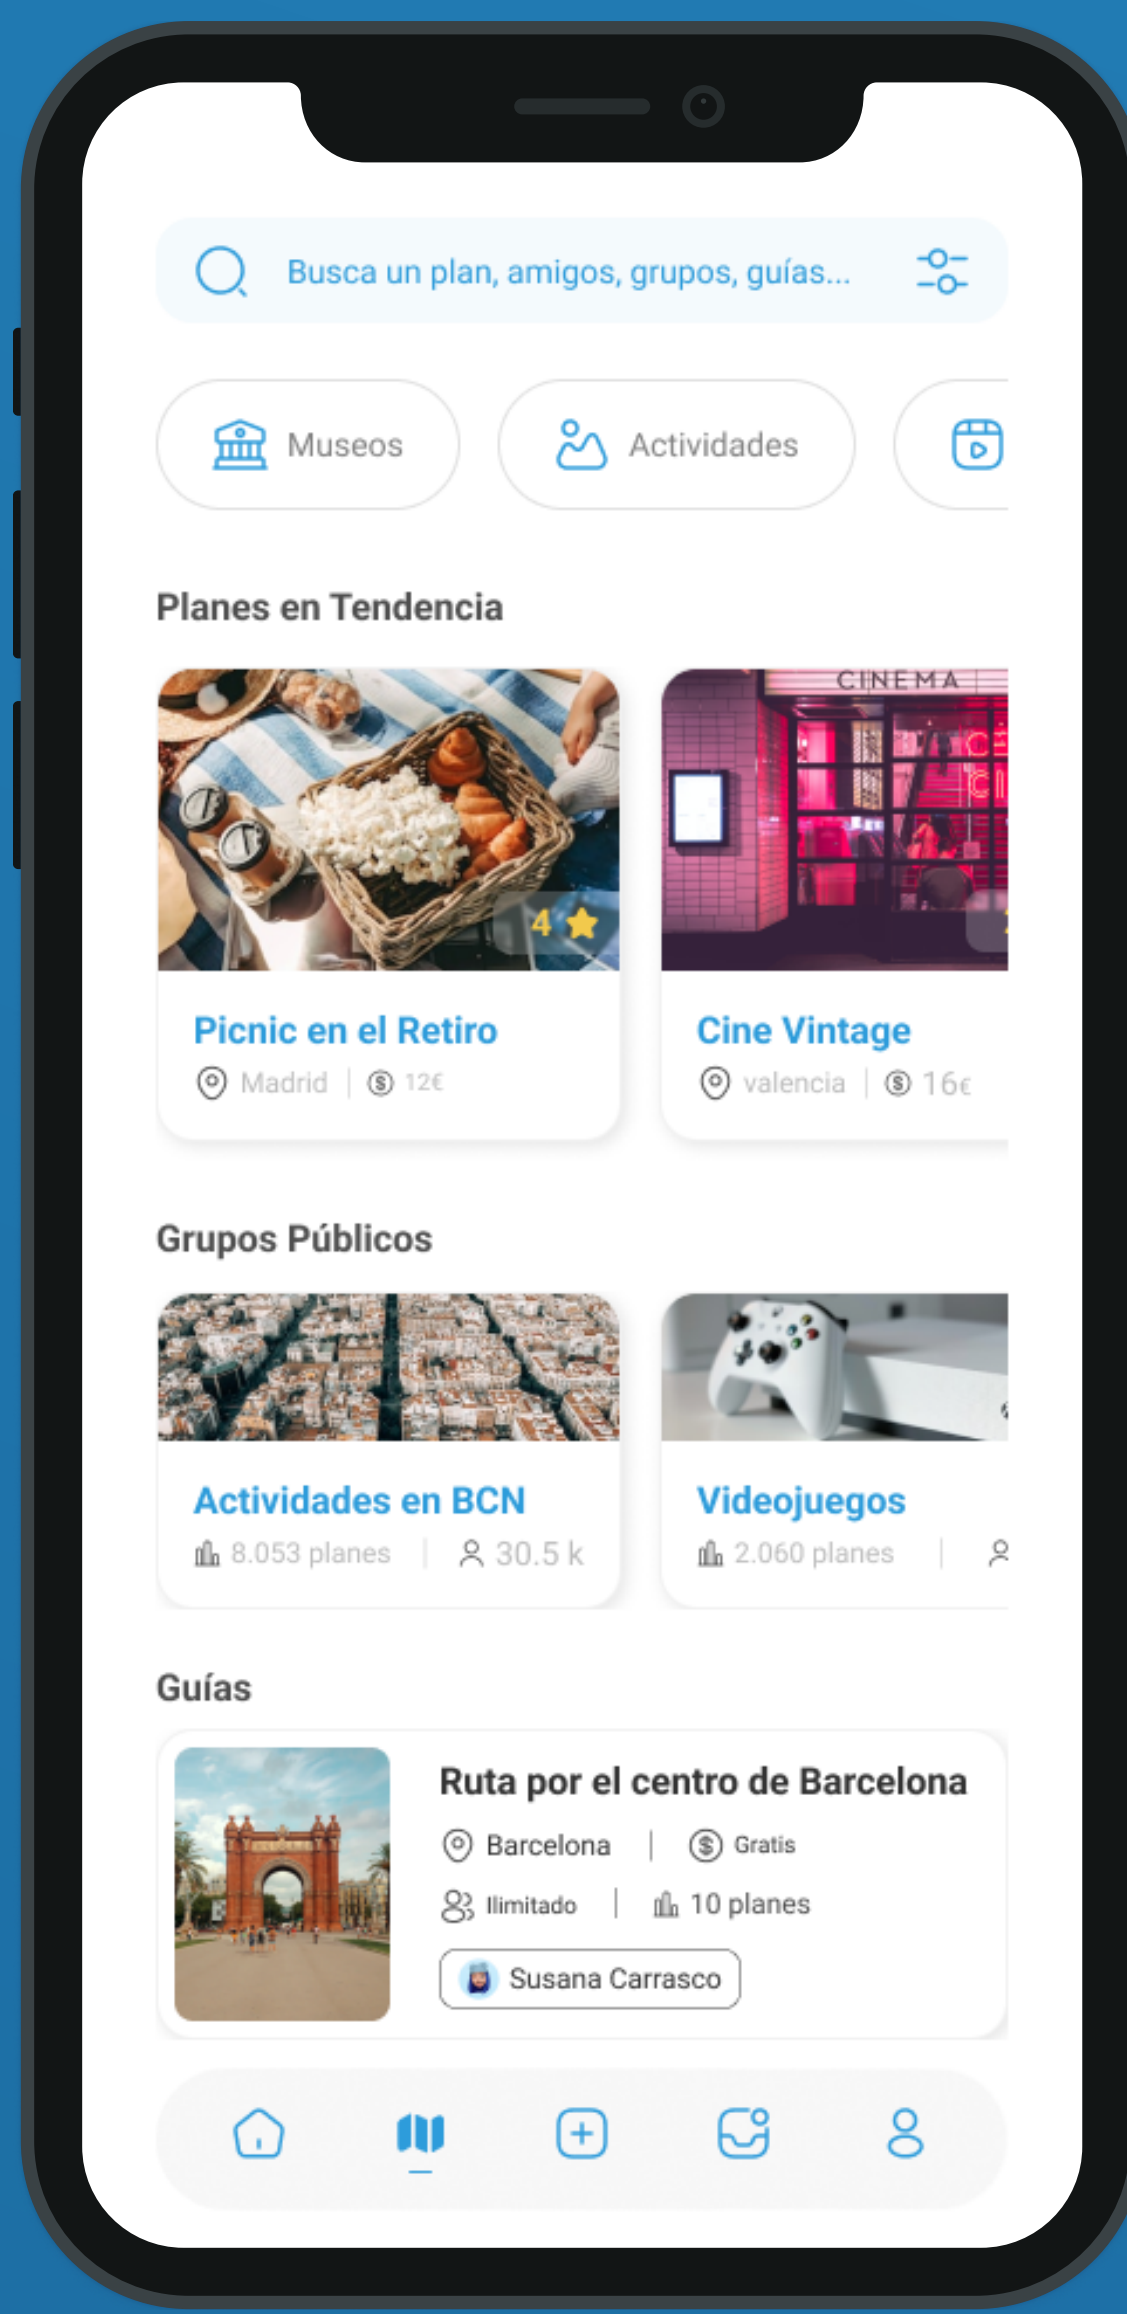 Busca un plan, amigos, grupos, guías...
Museos
Actividades
Planes en Tendencia
CINEMA
4
Picnic en el Retiro
Cine Vintage
Madrid | 12€
valencia | 16€
Grupos Públicos
Actividades en BCN
Videojuegos
8.053 planes | 30.5 k
2.060 planes |
Guías
Ruta por el centro de Barcelona
Barcelona | Gratis
Ilimitado | 10 planes
Susana Carrasco